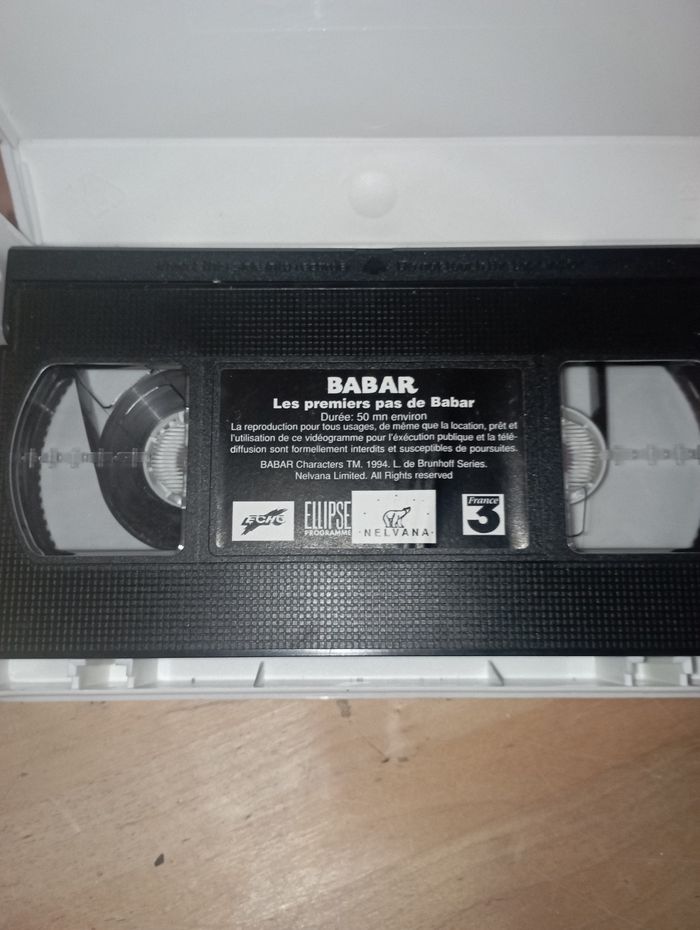 BABAR
Les premiers pas de Babar
Durée: 50 mn environ
La reproduction pour tous usages, de même que la location, prêt et
l'utilisation de ce vidéogramme pour l'éxécution publique et la télé-
diffusion sont formellement interdits et susceptibles de poursuites.
BABAR Characters TM. 1994. L. de Brunhoff Series.
Nelvana Limited. All Rights reserved
ECHO
ELLIPSE
PROGRAMME
NELVANA
France
3